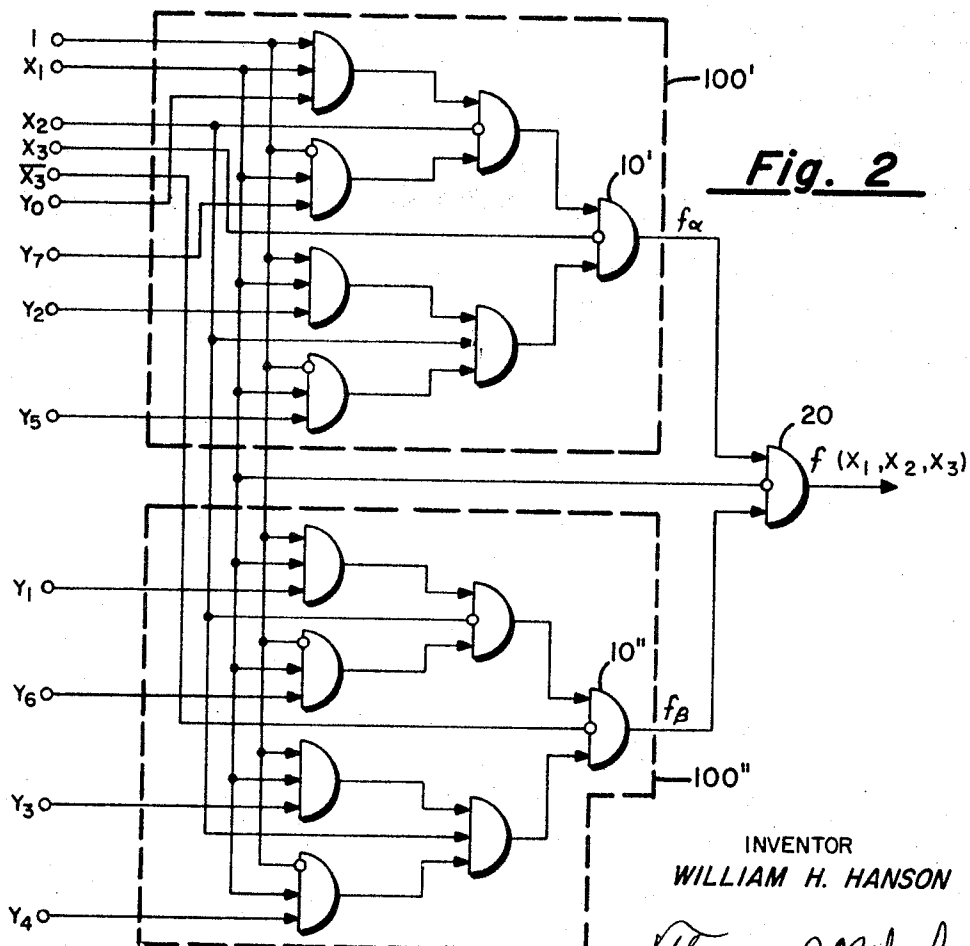 1
X1
X2
X3
X̅3̅
Y0
Y7
Y2
Y5
100'
Fig. 2
10'
fα
20
f (X1, X2, X3)
Y1
Y6
Y3
Y4
10"
fβ
100"
INVENTOR
WILLIAM H. HANSON